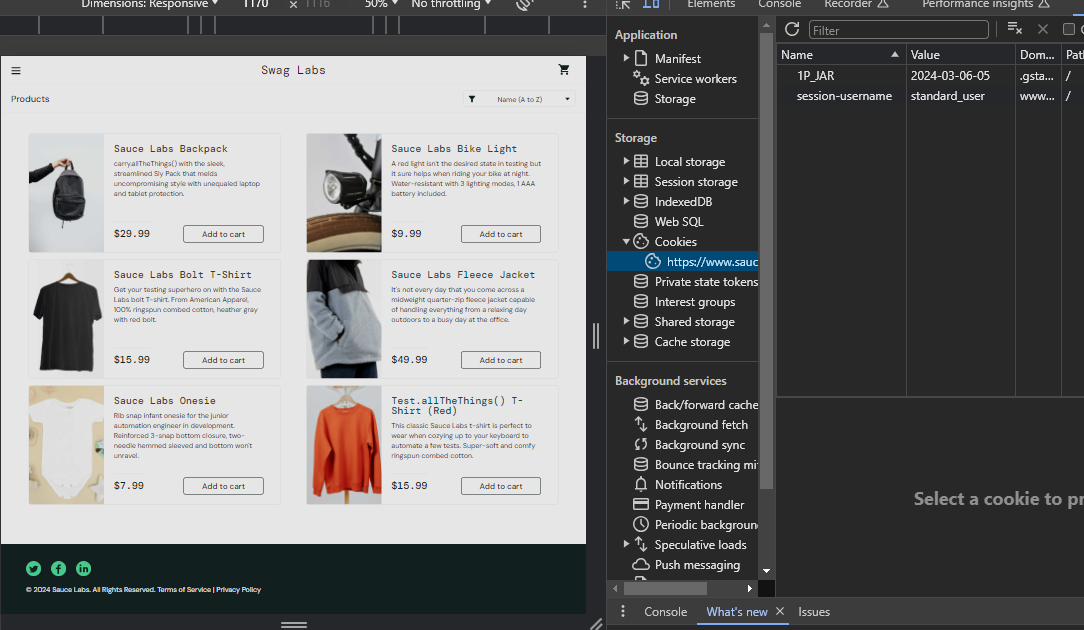 Dimensions: Responsive 1170 × 1116 50% No throttling
Elements Console Recorder Performance insights
Swag Labs
Products
Name (A to Z)
Sauce Labs Backpack
carry.allTheThings() with the sleek,
streamlined Sly Pack that melds
uncompromising style with unequaled laptop
and tablet protection.
$29.99
Add to cart
Sauce Labs Bike Light
A red light isn't the desired state in testing but
it sure helps when riding your bike at night.
Water-resistant with 3 lighting modes, 1 AAA
battery included.
$9.99
Add to cart
Sauce Labs Bolt T-Shirt
Get your testing superhero on with the Sauce
Labs bolt T-shirt. From American Apparel,
100% ringspun combed cotton, heather gray
with red bolt.
$15.99
Add to cart
Sauce Labs Fleece Jacket
It's not every day that you come across a
midweight quarter-zip fleece jacket capable
of handling everything from a relaxing day
outdoors to a busy day at the office.
$49.99
Add to cart
Sauce Labs Onesie
Rib snap infant onesie for the junior
automation engineer in development.
Reinforced 3-snap bottom closure, two-
needle hemmed sleeved and bottom won't
unravel.
$7.99
Add to cart
Test.allTheThings() T-
Shirt (Red)
This classic Sauce Labs t-shirt is perfect to
wear when cozying up to your keyboard to
automate a few tests. Super-soft and comfy
ringspun combed cotton.
$15.99
Add to cart
© 2024 Sauce Labs. All Rights Reserved. Terms of Service | Privacy Policy
Application
Manifest
Service workers
Storage
Storage
Local storage
Session storage
IndexedDB
Web SQL
Cookies
https://www.sauc
Private state tokens
Interest groups
Shared storage
Cache storage
Background services
Back/forward cache
Background fetch
Background sync
Bounce tracking mi
Notifications
Payment handler
Periodic backgroun
Speculative loads
Push messaging
Filter
Name Value Dom... Path
1P_JAR 2024-03-06-05 .gsta... /
session-username standard_user www... /
Select a cookie to pr
Console What's new Issues